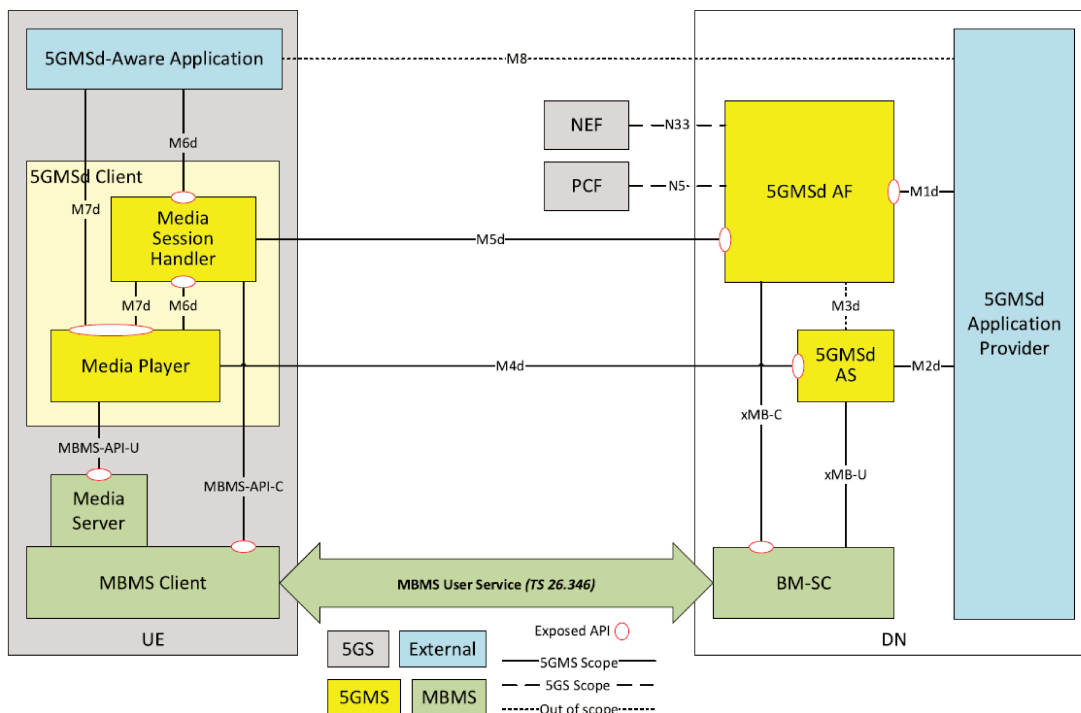 5GMSd-Aware Application
M8
NEF
N33
M6d
5GMSd Client
PCF
N5
5GMSd AF
M1d
M7d
Media
Session
Handler
M5d
M7d
M6d
M3d
5GMSd
Application
Provider
Media Player
M4d
5GMSd
AS
M2d
xMB-C
MBMS-API-U
xMB-U
MBMS-API-C
Media
Server
MBMS Client
MBMS User Service (TS 26.346)
BM-SC
UE
DN
Exposed API
5GS
External
5GMS Scope
5GS Scope
5GMS
MBMS
Out of scope